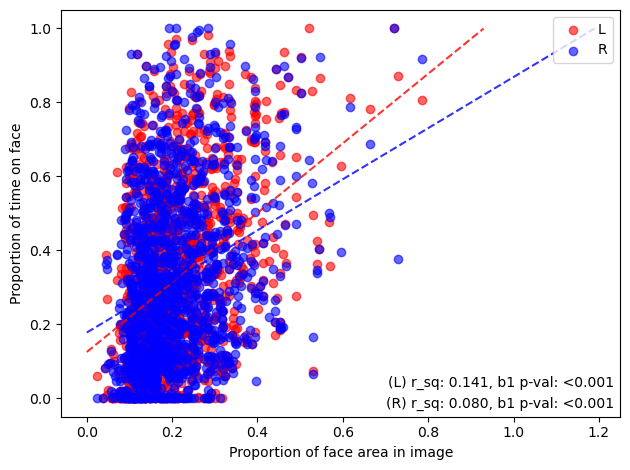 L
R
1.0
0.8
0.6
0.4
0.2
0.0
Proportion of time on face
(L) r_sq: 0.141, b1 p-val: <0.001
(R) r_sq: 0.080, b1 p-val: <0.001
0.0 0.2 0.4 0.6 0.8 1.0 1.2
Proportion of face area in image